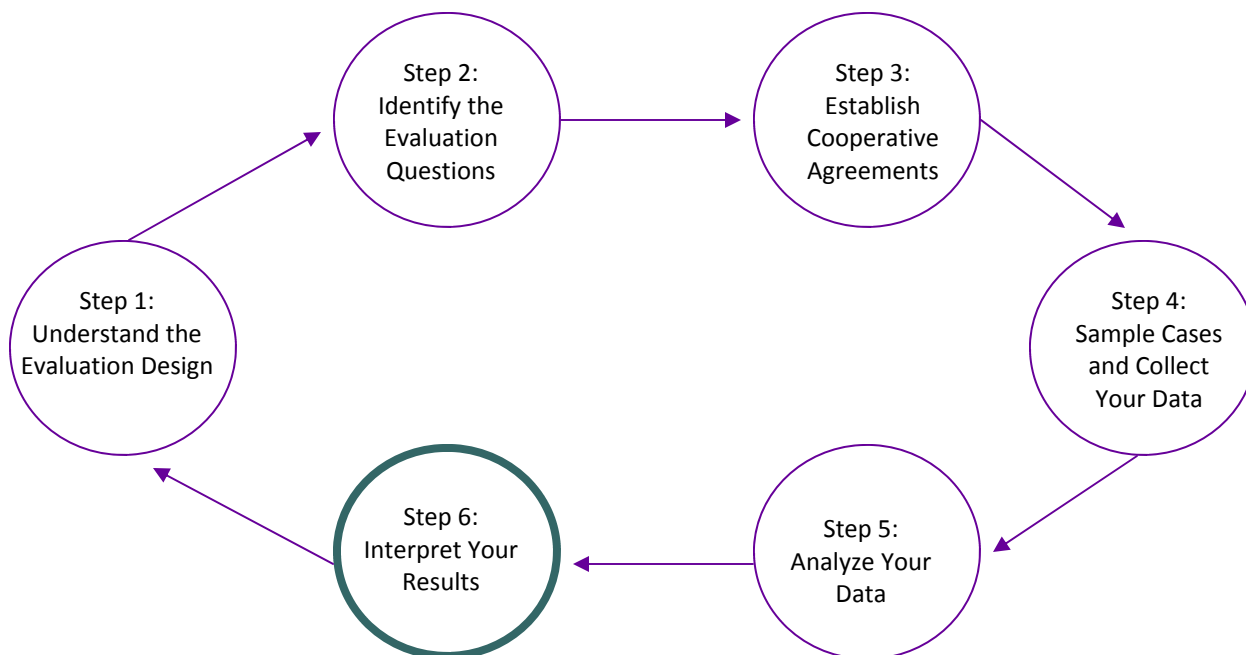 Step 1:
Understand the
Evaluation Design
Step 2:
Identify the
Evaluation
Questions
Step 3:
Establish
Cooperative
Agreements
Step 4:
Sample Cases
and Collect
Your Data
Step 5:
Analyze Your
Data
Step 6:
Interpret Your
Results